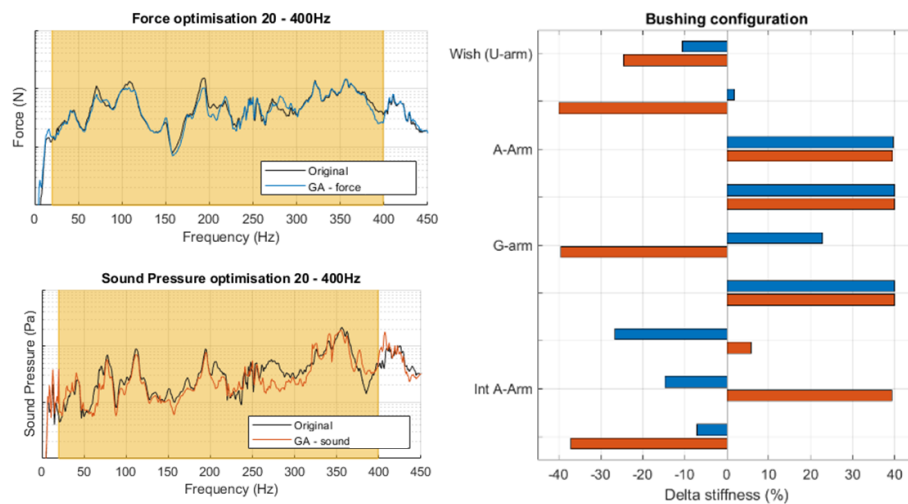 Force optimisation 20 - 400Hz
Force (N)
Original
GA - force
0 50 100 150 200 250 300 350 400 450
Frequency (Hz)
Sound Pressure optimisation 20 - 400Hz
Sound Pressure (Pa)
Original
GA - sound
0 50 100 150 200 250 300 350 400 450
Frequency (Hz)
Bushing configuration
Wish (U-arm)
A-Arm
G-arm
Int A-Arm
-40 -30 -20 -10 0 10 20 30 40
Delta stiffness (%)